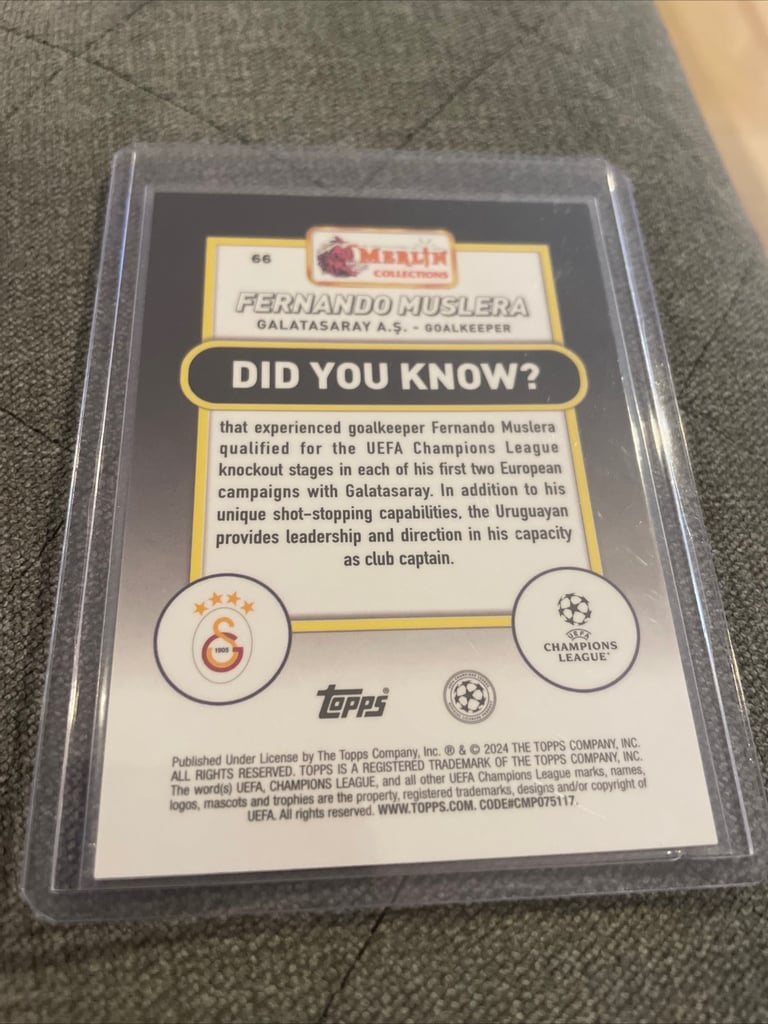 66
MERLIN
COLLECTIONS
FERNANDO MUSLERA
GALATASARAY A.Ş. - GOALKEEPER
DID YOU KNOW?
that experienced goalkeeper Fernando Muslera
qualified for the UEFA Champions League
knockout stages in each of his first two European
campaigns with Galatasaray. In addition to his
unique shot-stopping capabilities, the Uruguayan
provides leadership and direction in his capacity
as club captain.
GS
1905
UEFA
CHAMPIONS
LEAGUE®
Topps®
Published Under License by The Topps Company, Inc. ® & © 2024 THE TOPPS COMPANY, INC.
ALL RIGHTS RESERVED. TOPPS IS A REGISTERED TRADEMARK OF THE TOPPS COMPANY, INC.
The word(s) UEFA, CHAMPIONS LEAGUE, and all other UEFA Champions League marks, names,
logos, mascots and trophies are the property, registered trademarks, designs and/or copyright of
UEFA. All rights reserved. WWW.TOPPS.COM. CODE#CMP075117.